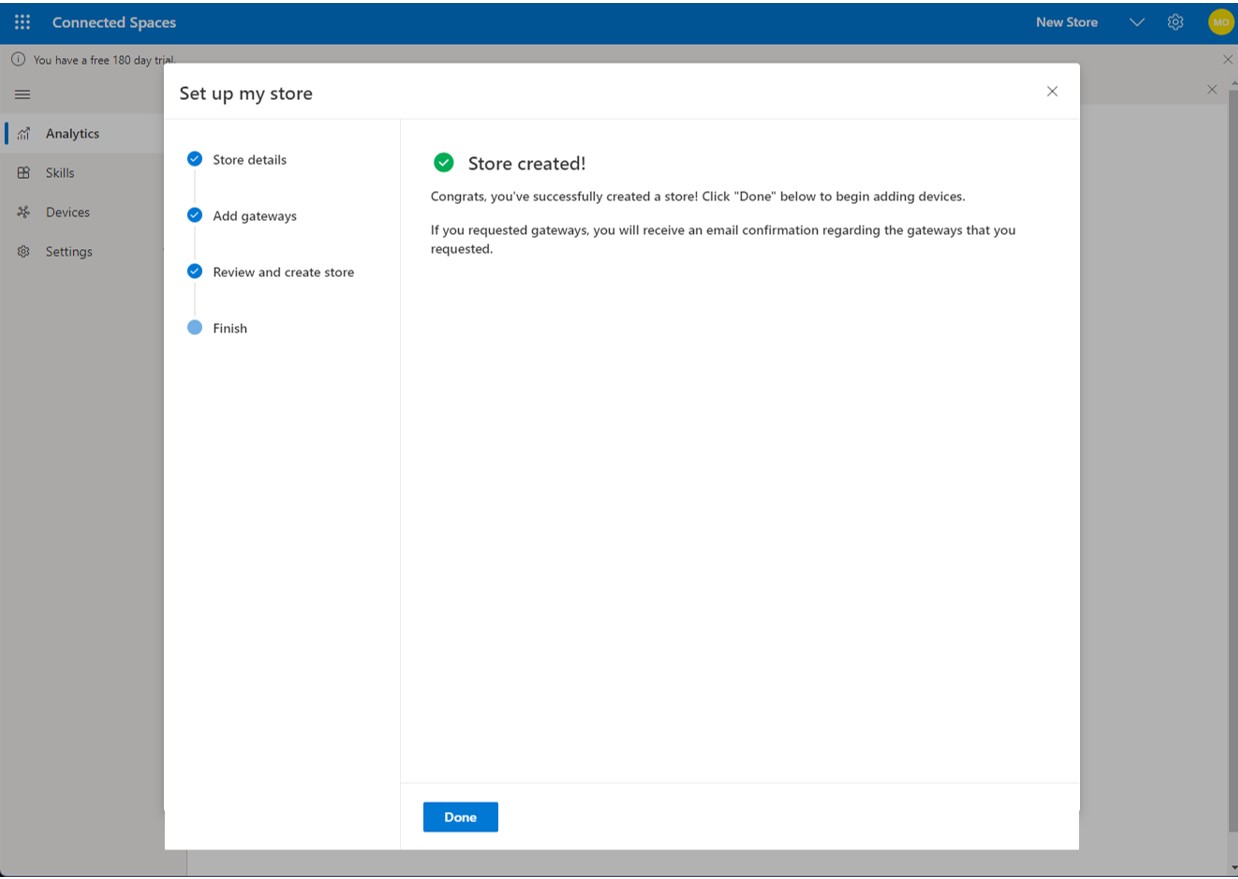 Connected Spaces
New Store
MD
You have a free 180 day trial.
Set up my store
Analytics
Skills
Devices
Settings
Store details
Add gateways
Review and create store
Finish
Store created!
Congrats, you've successfully created a store! Click "Done" below to begin adding devices.
If you requested gateways, you will receive an email confirmation regarding the gateways that you
requested.
Done